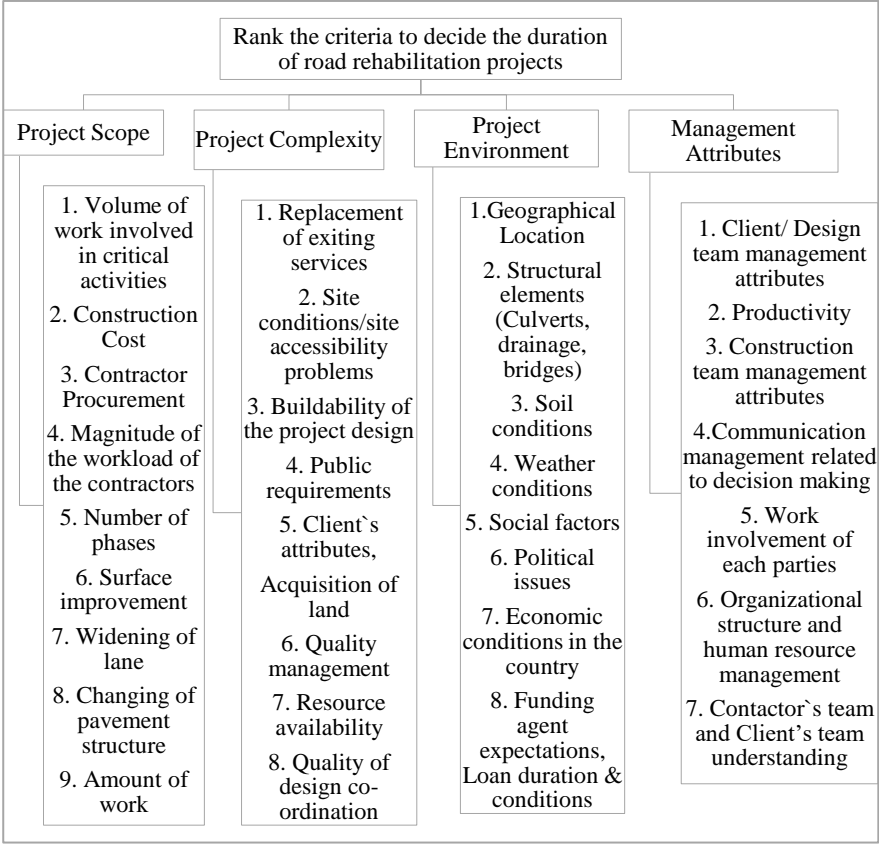 Rank the criteria to decide the duration
of road rehabilitation projects
Project Scope
1. Volume of
work involved
in critical
activities
2. Construction
Cost
3. Contractor
Procurement
4. Magnitude of
the workload of
the contractors
5. Number of
phases
6. Surface
improvement
7. Widening of
lane
8. Changing of
pavement
structure
9. Amount of
work
Project Complexity
1. Replacement
of exiting
services
2. Site
conditions/site
accessibility
problems
3. Buildability of
the project design
4. Public
requirements
5. Client`s
attributes,
Acquisition of
land
6. Quality
management
7. Resource
availability
8. Quality of
design co-
ordination
Project
Environment
1.Geographical
Location
2. Structural
elements
(Culverts,
drainage,
bridges)
3. Soil
conditions
4. Weather
conditions
5. Social factors
6. Political
issues
7. Economic
conditions in the
country
8. Funding
agent
expectations,
Loan duration &
conditions
Management
Attributes
1. Client/ Design
team management
attributes
2. Productivity
3. Construction
team management
attributes
4.Communication
management related
to decision making
5. Work
involvement of
each parties
6. Organizational
structure and
human resource
management
7. Contactor`s team
and Client’s team
understanding